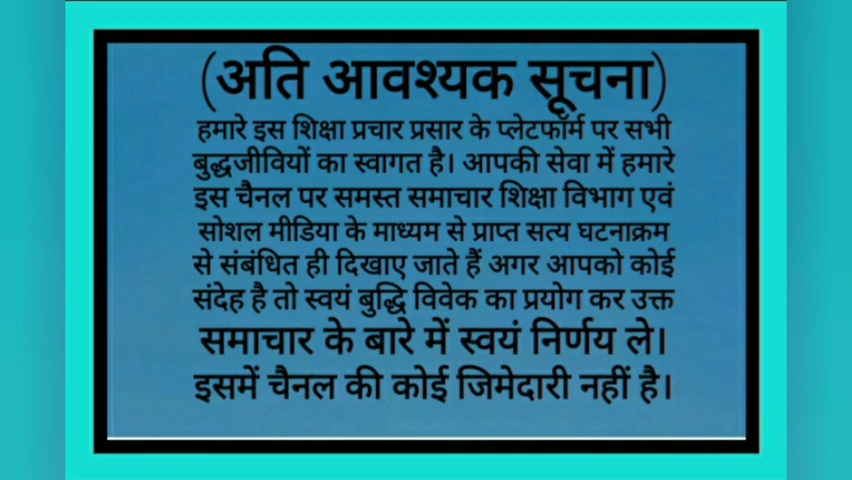 (अति आवश्यक सूचना)
हमारे इस शिक्षा प्रचार प्रसार के प्लेटफॉर्म पर सभी
बुद्धजीवियों का स्वागत है। आपकी सेवा में हमारे
इस चैनल पर समस्त समाचार शिक्षा विभाग एवं
सोशल मीडिया के माध्यम से प्राप्त सत्य घटनाक्रम
से संबंधित ही दिखाए जाते हैं अगर आपको कोई
संदेह है तो स्वयं बुद्धि विवेक का प्रयोग कर उक्त
समाचार के बारे में स्वयं निर्णय ले।
इसमें चैनल की कोई जिमेदारी नहीं है।